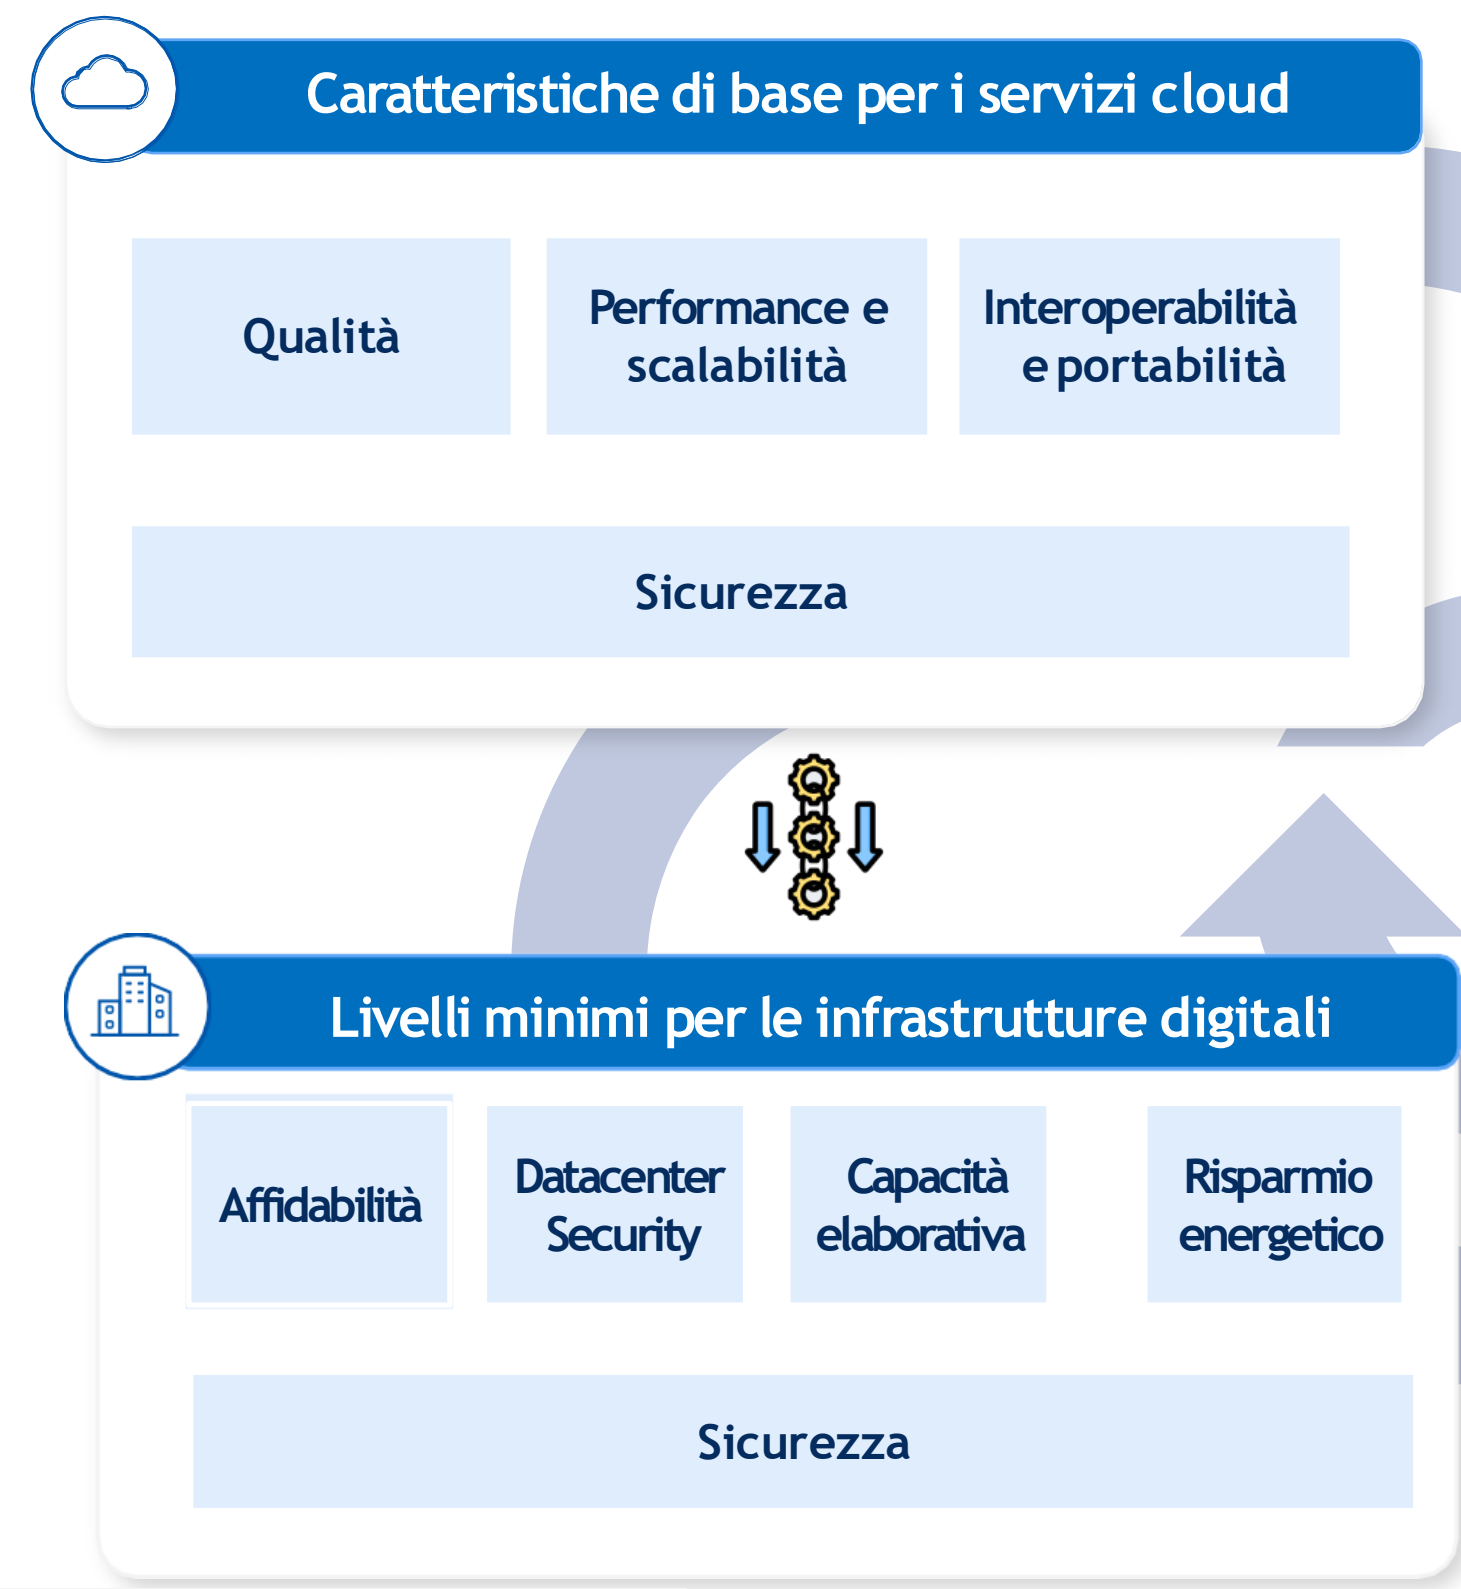 Caratteristiche di base per i servizi cloud
Qualità
Performance e
scalabilità
Interoperabilità
e portabilità
Sicurezza
Livelli minimi per le infrastrutture digitali
Affidabilità
Datacenter
Security
Capacità
elaborativa
Risparmio
energetico
Sicurezza